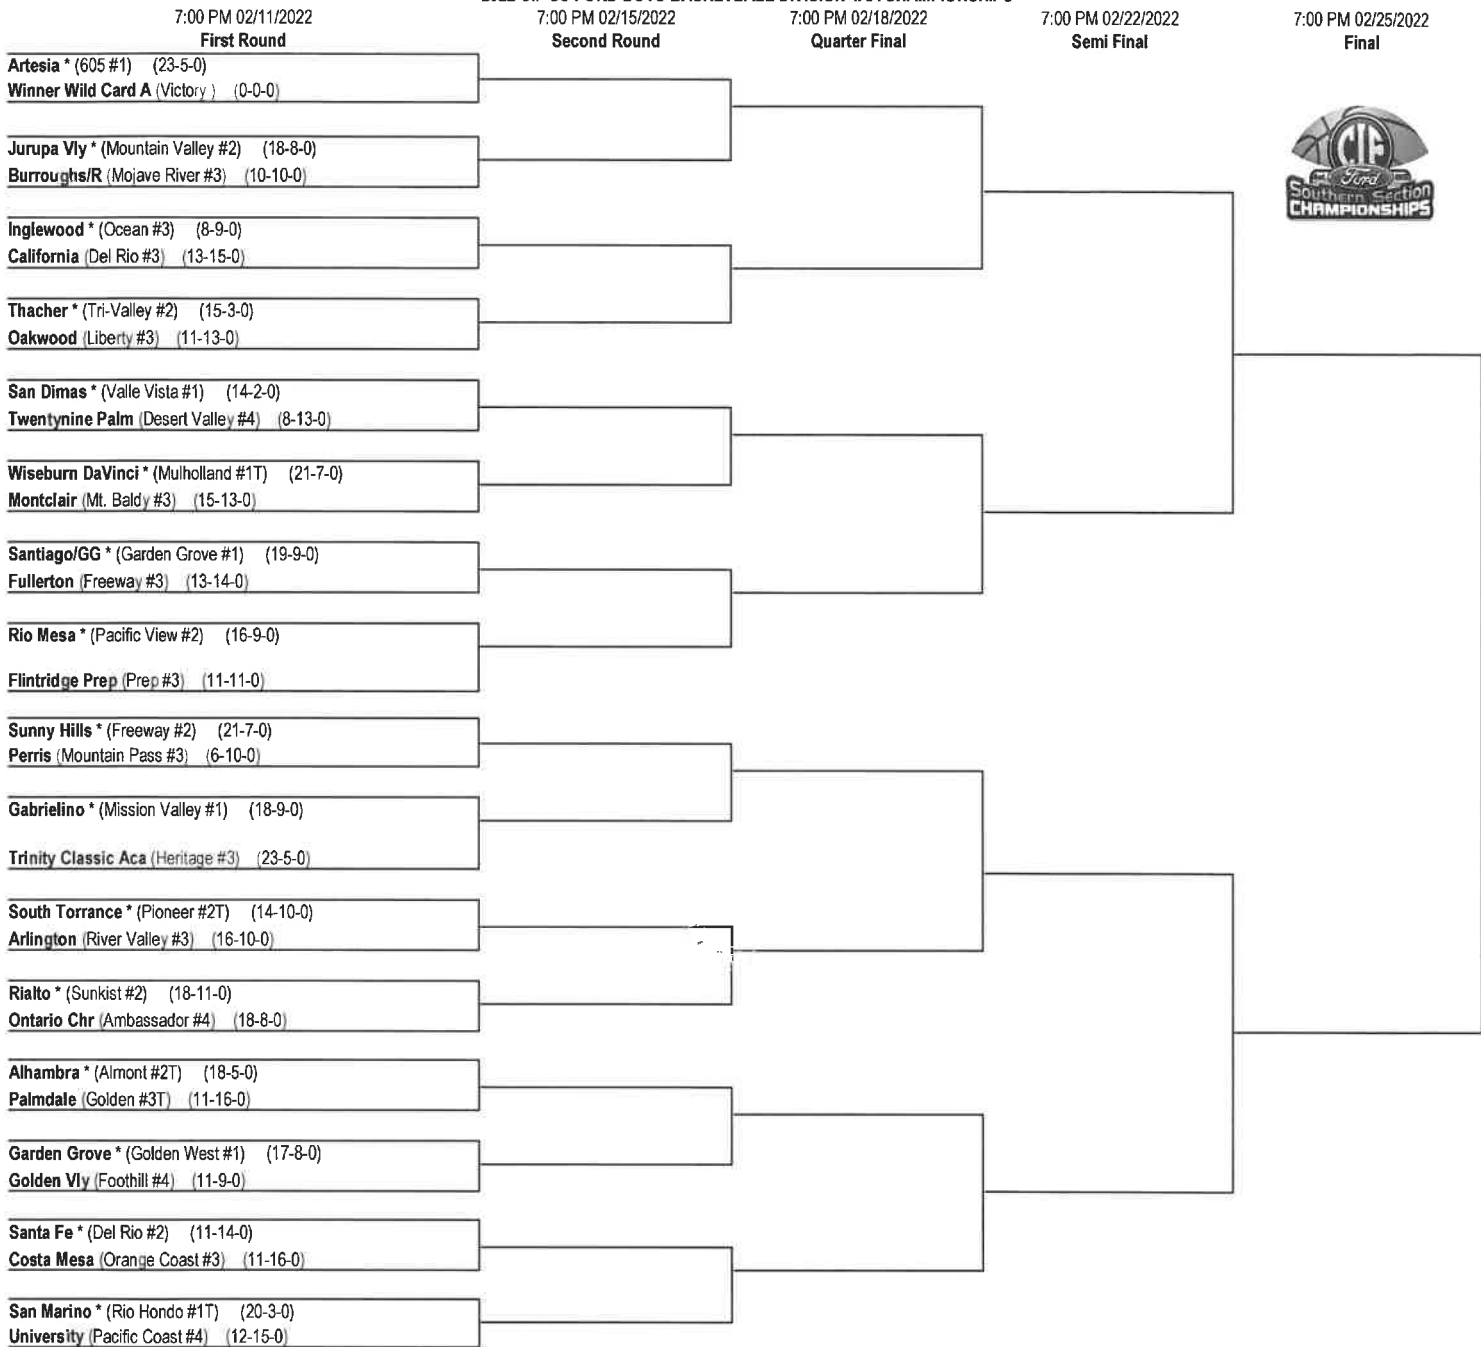 7:00 PM 02/11/2022
First Round
7:00 PM 02/15/2022
Second Round
7:00 PM 02/18/2022
Quarter Final
7:00 PM 02/22/2022
Semi Final
7:00 PM 02/25/2022
Final
CIF
Ford
Southern Section
CHAMPIONSHIPS
Artesia * (605 #1) (23-5-0)
Winner Wild Card A (Victory ) (0-0-0)
Jurupa Vly * (Mountain Valley #2) (18-8-0)
Burroughs/R (Mojave River #3) (10-10-0)
Inglewood * (Ocean #3) (8-9-0)
California (Del Rio #3) (13-15-0)
Thacher * (Tri-Valley #2) (15-3-0)
Oakwood (Liberty #3) (11-13-0)
San Dimas * (Valle Vista #1) (14-2-0)
Twentynine Palm (Desert Valley #4) (8-13-0)
Wiseburn DaVinci * (Mulholland #1T) (21-7-0)
Montclair (Mt. Baldy #3) (15-13-0)
Santiago/GG * (Garden Grove #1) (19-9-0)
Fullerton (Freeway #3) (13-14-0)
Rio Mesa * (Pacific View #2) (16-9-0)
Flintridge Prep (Prep #3) (11-11-0)
Sunny Hills * (Freeway #2) (21-7-0)
Perris (Mountain Pass #3) (6-10-0)
Gabrielino * (Mission Valley #1) (18-9-0)
Trinity Classic Aca (Heritage #3) (23-5-0)
South Torrance * (Pioneer #2T) (14-10-0)
Arlington (River Valley #3) (16-10-0)
Rialto * (Sunkist #2) (18-11-0)
Ontario Chr (Ambassador #4) (18-8-0)
Alhambra * (Almont #2T) (18-5-0)
Palmdale (Golden #3T) (11-16-0)
Garden Grove * (Golden West #1) (17-8-0)
Golden Vly (Foothill #4) (11-9-0)
Santa Fe * (Del Rio #2) (11-14-0)
Costa Mesa (Orange Coast #3) (11-16-0)
San Marino * (Rio Hondo #1T) (20-3-0)
University (Pacific Coast #4) (12-15-0)